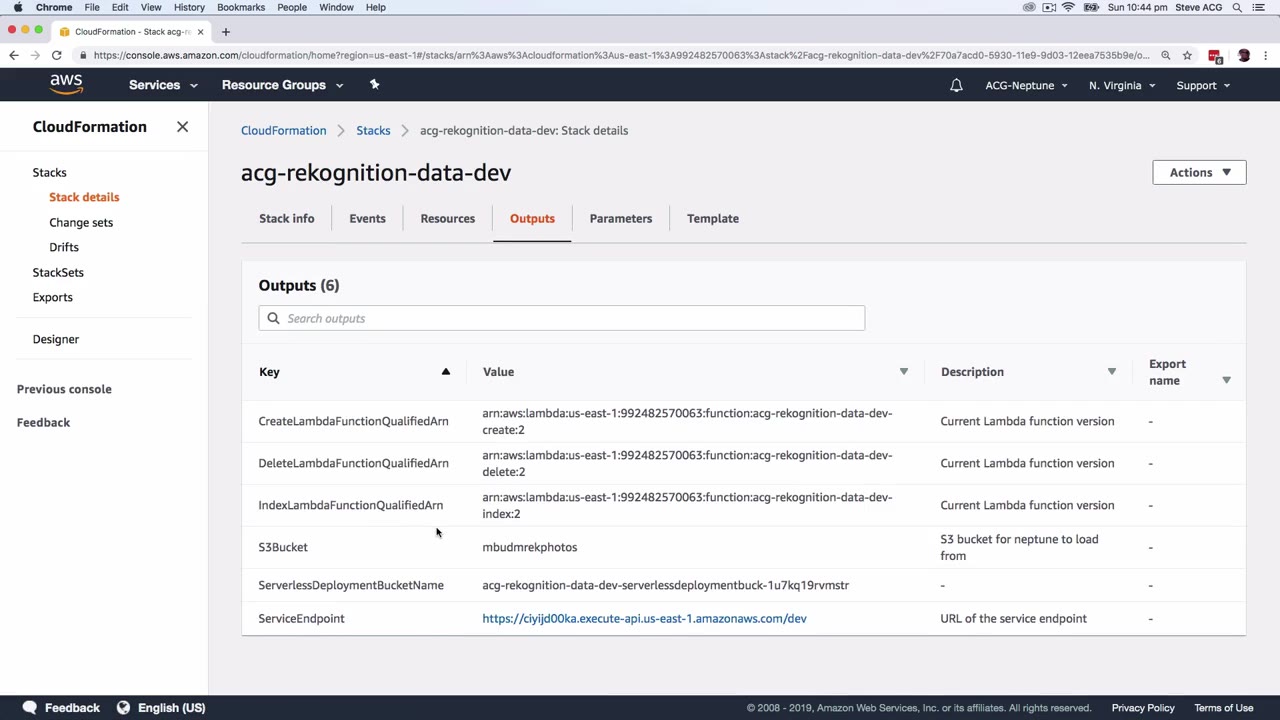 Chrome File Edit View History Bookmarks People Window Help Sun 10:44 pm Steve ACG
CloudFormation - Stack acg-re
https://console.aws.amazon.com/cloudformation/home?region=us-east-1#/stacks/arn%3Aaws%3Acloudformation%3Aus-east-1%3A992482570063%3Astack%2Facg-rekognition-data-dev%2F70a7acd0-5930-11e9-9d03-12eea7535b9e/o...
aws Services Resource Groups ACG-Neptune N. Virginia Support
CloudFormation
Stacks
Stack details
Change sets
Drifts
StackSets
Exports
Designer
Previous console
Feedback
CloudFormation Stacks acg-rekognition-data-dev: Stack details
acg-rekognition-data-dev
Actions
Stack info Events Resources Outputs Parameters Template
Outputs (6)
Search outputs
Key Value Description Export
name
CreateLambdaFunctionQualifiedArn arn:aws:lambda:us-east-1:992482570063:function:acg-rekognition-data-dev- Current Lambda function version -
create:2
DeleteLambdaFunctionQualifiedArn arn:aws:lambda:us-east-1:992482570063:function:acg-rekognition-data-dev- Current Lambda function version -
delete:2
IndexLambdaFunctionQualifiedArn arn:aws:lambda:us-east-1:992482570063:function:acg-rekognition-data-dev- Current Lambda function version -
index:2
S3Bucket mbudmrekphotos S3 bucket for neptune to load -
from
ServerlessDeploymentBucketName acg-rekognition-data-dev-serverlessdeploymentbuck-1u7kq19rvmstr - -
ServiceEndpoint https://ciyijd00ka.execute-api.us-east-1.amazonaws.com/dev URL of the service endpoint -
Feedback English (US) © 2008 - 2019, Amazon Web Services, Inc. or its affiliates. All rights reserved. Privacy Policy Terms of Use